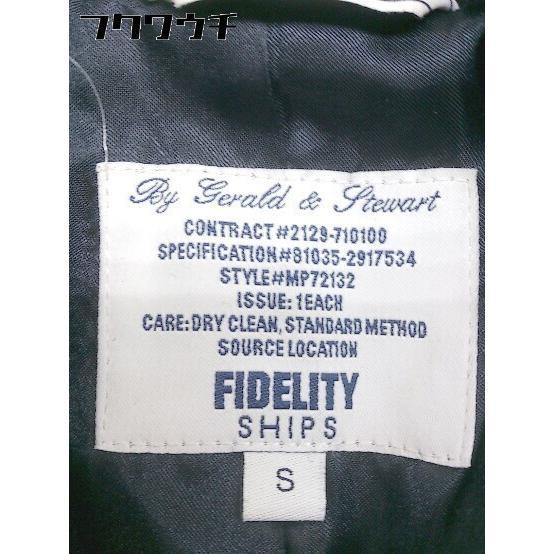 フクワウチ
By Gerald & Stewart
CONTRACT#2129-710100
SPECIFICATION#81035-2917534
STYLE#MP72132
ISSUE: 1EACH
CARE: DRY CLEAN, STANDARD METHOD
SOURCE LOCATION
FIDELITY
SHIPS
S